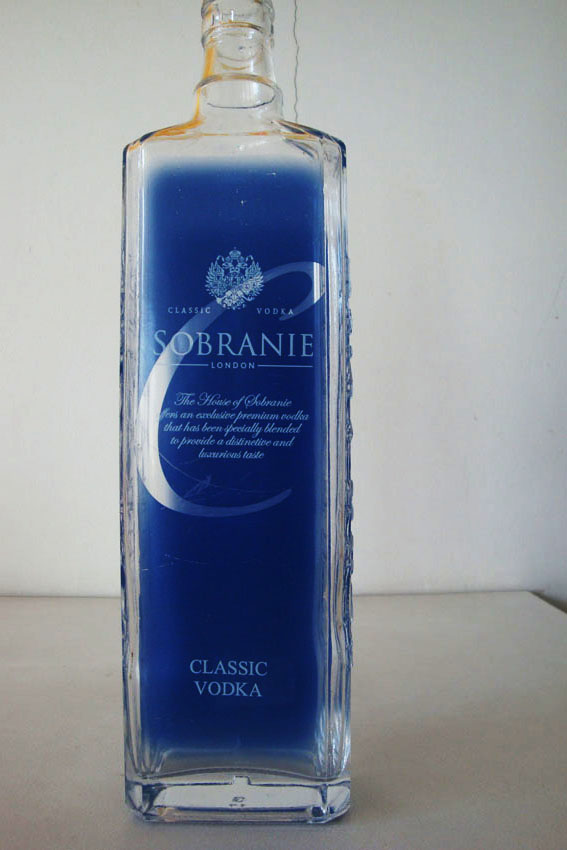 CLASSIC VODKA
SOBRANIE
LONDON
The House of Sobranie
an exclusive premium vodka
that has been specially blended
to provide a distinctive and
luxurious taste
CLASSIC
VODKA